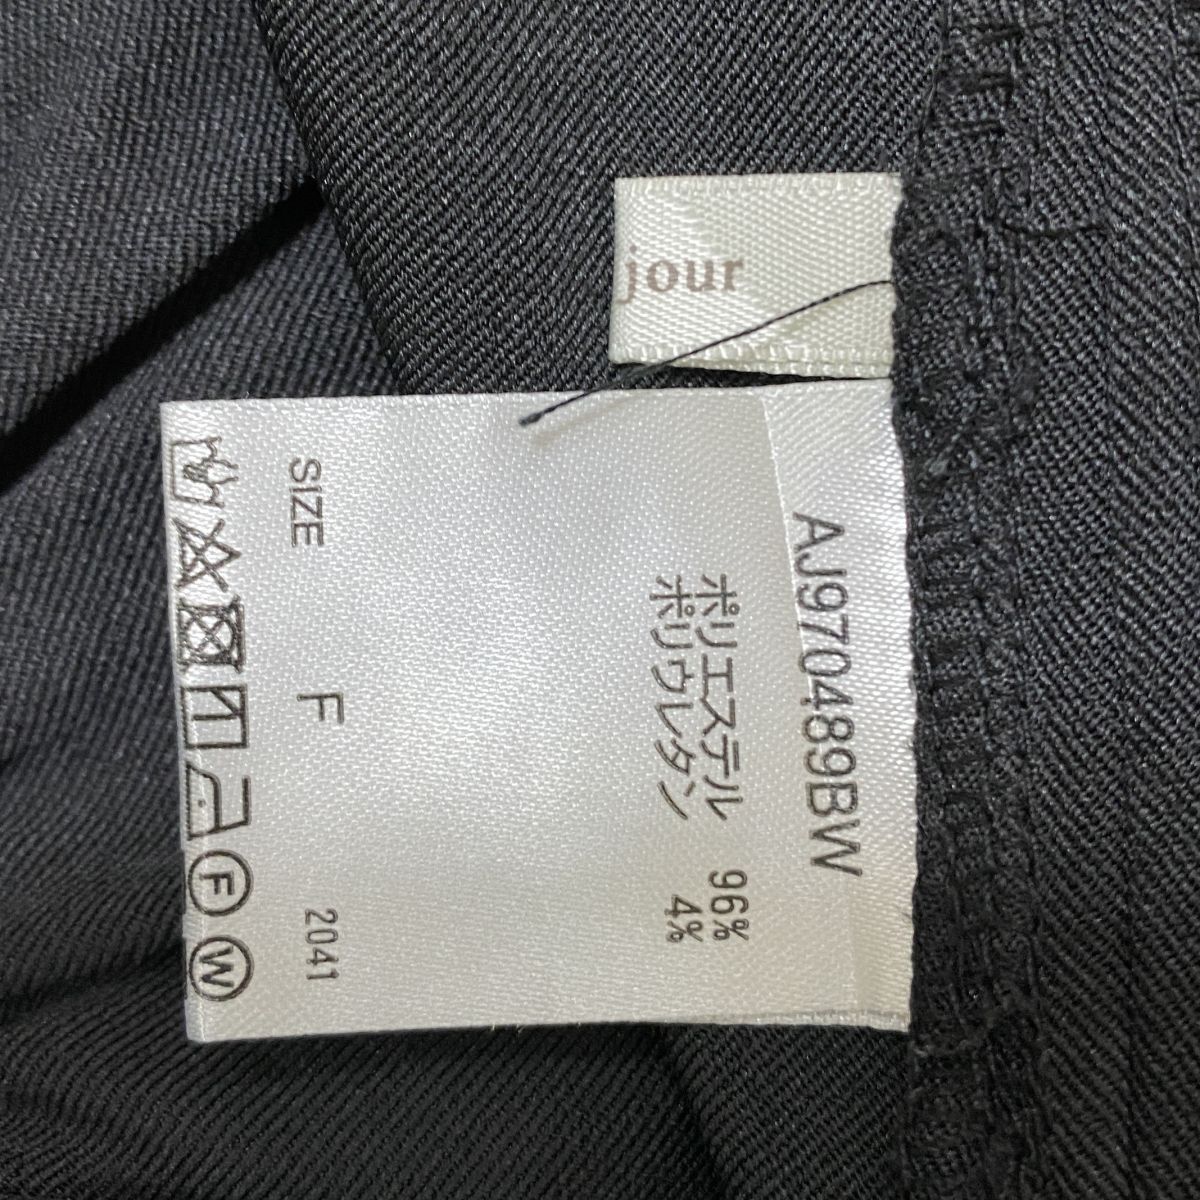 jour
AJ970489BW
ポリエステル 96%
ポリウレタン 4%
SIZE F 2041
F
W